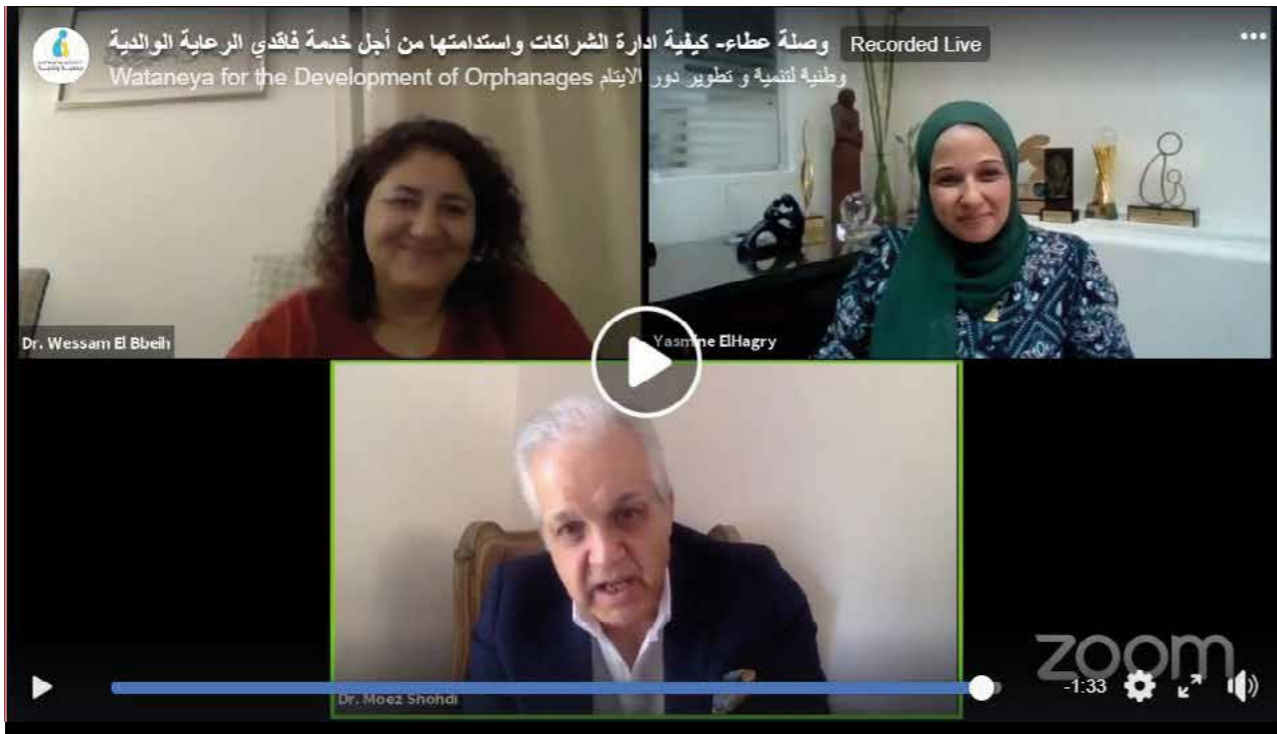 وصلة عطاء- كيفية ادارة الشراكات واستدامتها من أجل خدمة فاقدي الرعاية الوالدية Recorded Live
Wataneya for the Development of Orphanages وطنية لتنمية و تطوير دور الايتام
Dr. Wessam El Bbeih
Yasmine ElHagry
Dr. Moez Shohdi
zoom
-1:33